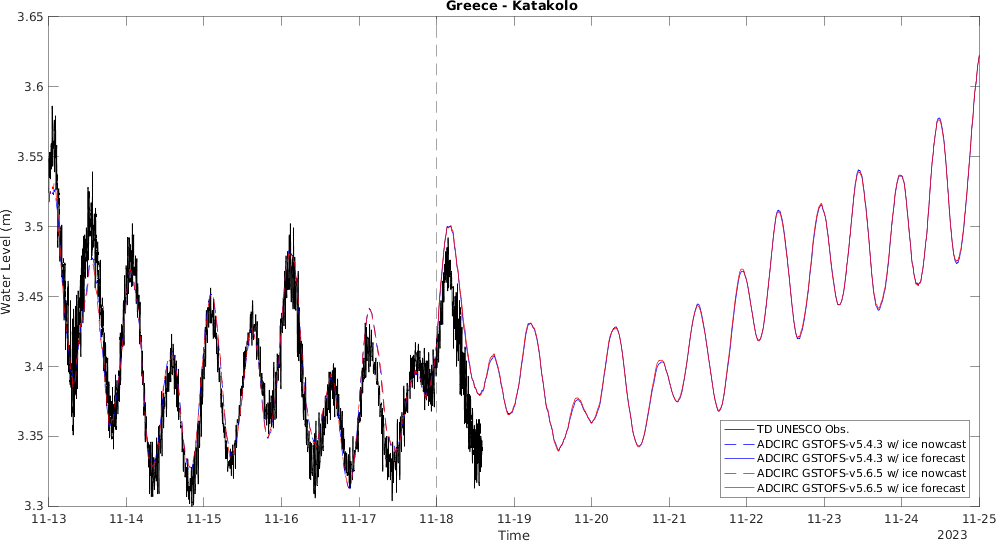 Greece - Katakolo
Water Level (m)
3.65
3.6
3.55
3.5
3.45
3.4
3.35
3.3
TD UNESCO Obs.
ADCIRC GSTOFS-v5.4.3 w/ ice nowcast
ADCIRC GSTOFS-v5.4.3 w/ ice forecast
ADCIRC GSTOFS-v5.6.5 w/ ice nowcast
ADCIRC GSTOFS-v5.6.5 w/ ice forecast
11-13 11-14 11-15 11-16 11-17 11-18 11-19 11-20 11-21 11-22 11-23 11-24 11-25
Time
2023